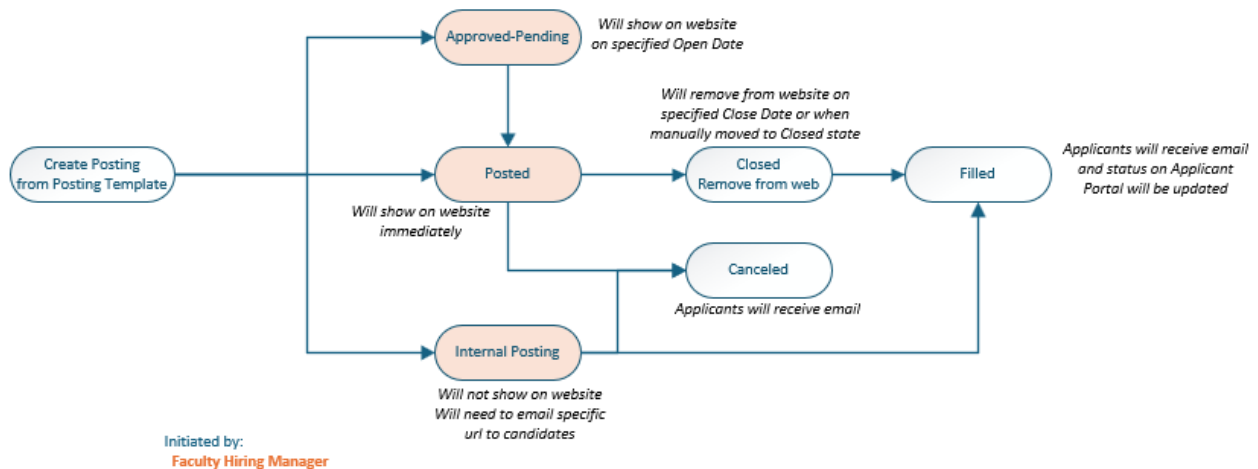 Approved-Pending
Will show on website
on specified Open Date
Will remove from website on
specified Close Date or when
manually moved to Closed state
Create Posting
from Posting Template
Posted
Closed
Remove from web
Filled
Applicants will receive email
and status on Applicant
Portal will be updated
Will show on website
immediately
Canceled
Applicants will receive email
Internal Posting
Will not show on website
Will need to email specific
url to candidates
Initiated by:
Faculty Hiring Manager